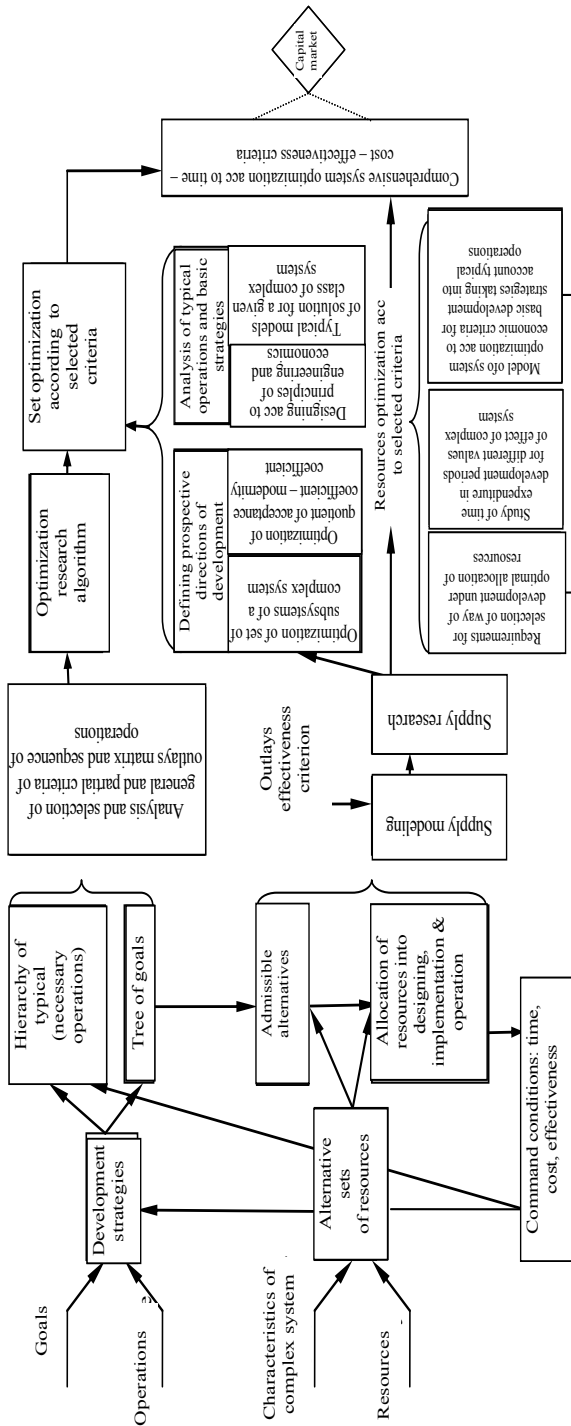 Goals
Operations
Characteristics of
complex system
Resources
Development
strategies
Alternative
sets
of resources
Command conditions: time,
cost, effectiveness
Hierarchy of
typical
(necessary
operations)
Tree of goals
Admissible
alternatives
Allocation of
resources into
designing,
implementation &
operation
Analysis and selection of
general and partial criteria of
outlays matrix and sequence of
operations
Outlays
effectiveness
criterion
Supply modeling
Supply research
Optimization
research
algorithm
Set optimization
according to
selected
criteria
Defining prospective
directions of
development
Optimization of set of
subsystems of a
complex system
Optimization of
quotient of acceptance
coefficient – modernity
coefficient
Analysis of typical
operations and basic
strategies
Designing acc to
principles of
engineering and
economics
Typical models
of solution for a given
class of complex
system
Resources optimization acc
to selected criteria
Requirements for
selection of way of
development under
optimal allocation of
resources
Study of time
expenditure in
development periods
for different values
of effect of complex
system
Model ofo system
optimization acc to
economic criteria for
basic development
strategies taking into
account typical
operations
Comprehensive system optimization acc to time –
cost – effectiveness criteria
Capital
market